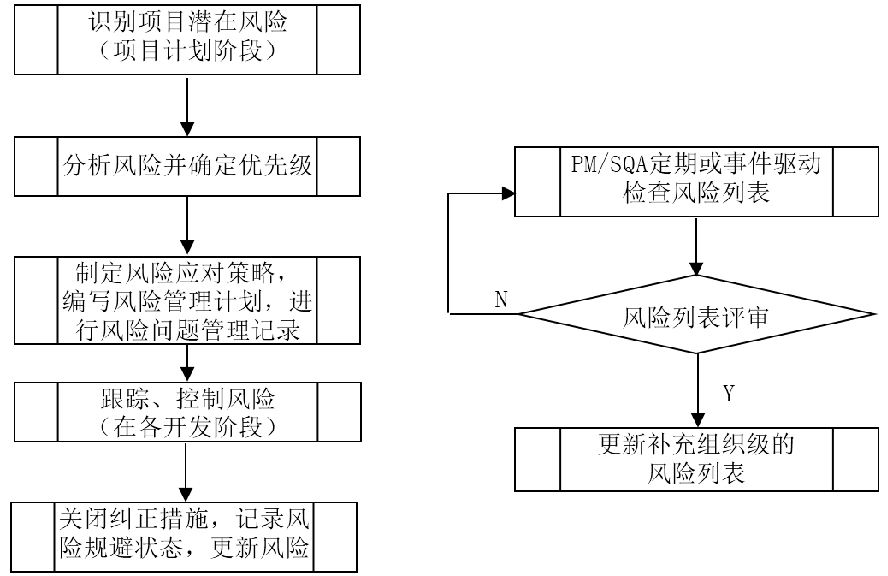 识别项目潜在风险
（项目计划阶段）
分析风险并确定优先级
制定风险应对策略，
编写风险管理计划，进
行风险问题管理记录
跟踪、控制风险
（在各开发阶段）
关闭纠正措施，记录风
险规避状态，更新风险
PM/SQA定期或事件驱动
检查风险列表
N
风险列表评审
Y
更新补充组织级的
风险列表